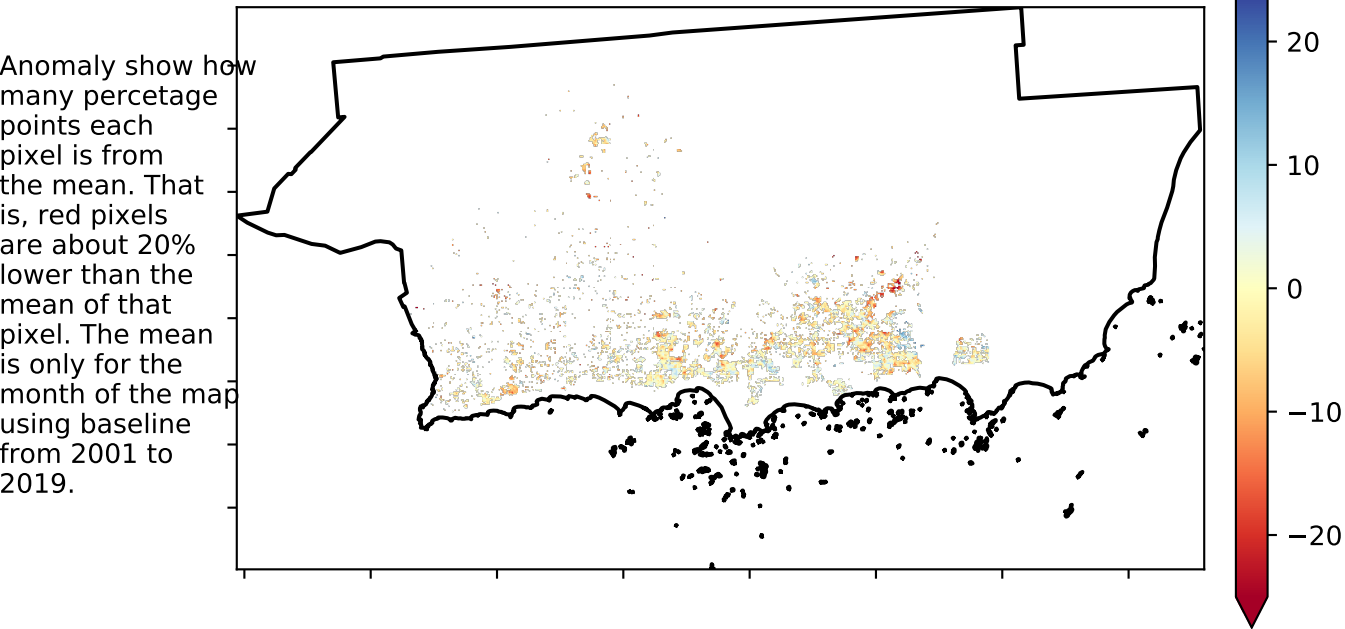 Anomaly show how
many percetage
points each
pixel is from
the mean. That
is, red pixels
are about 20%
lower than the
mean of that
pixel. The mean
is only for the
month of the map
using baseline
from 2001 to
2019.
20
10
0
−10
−20